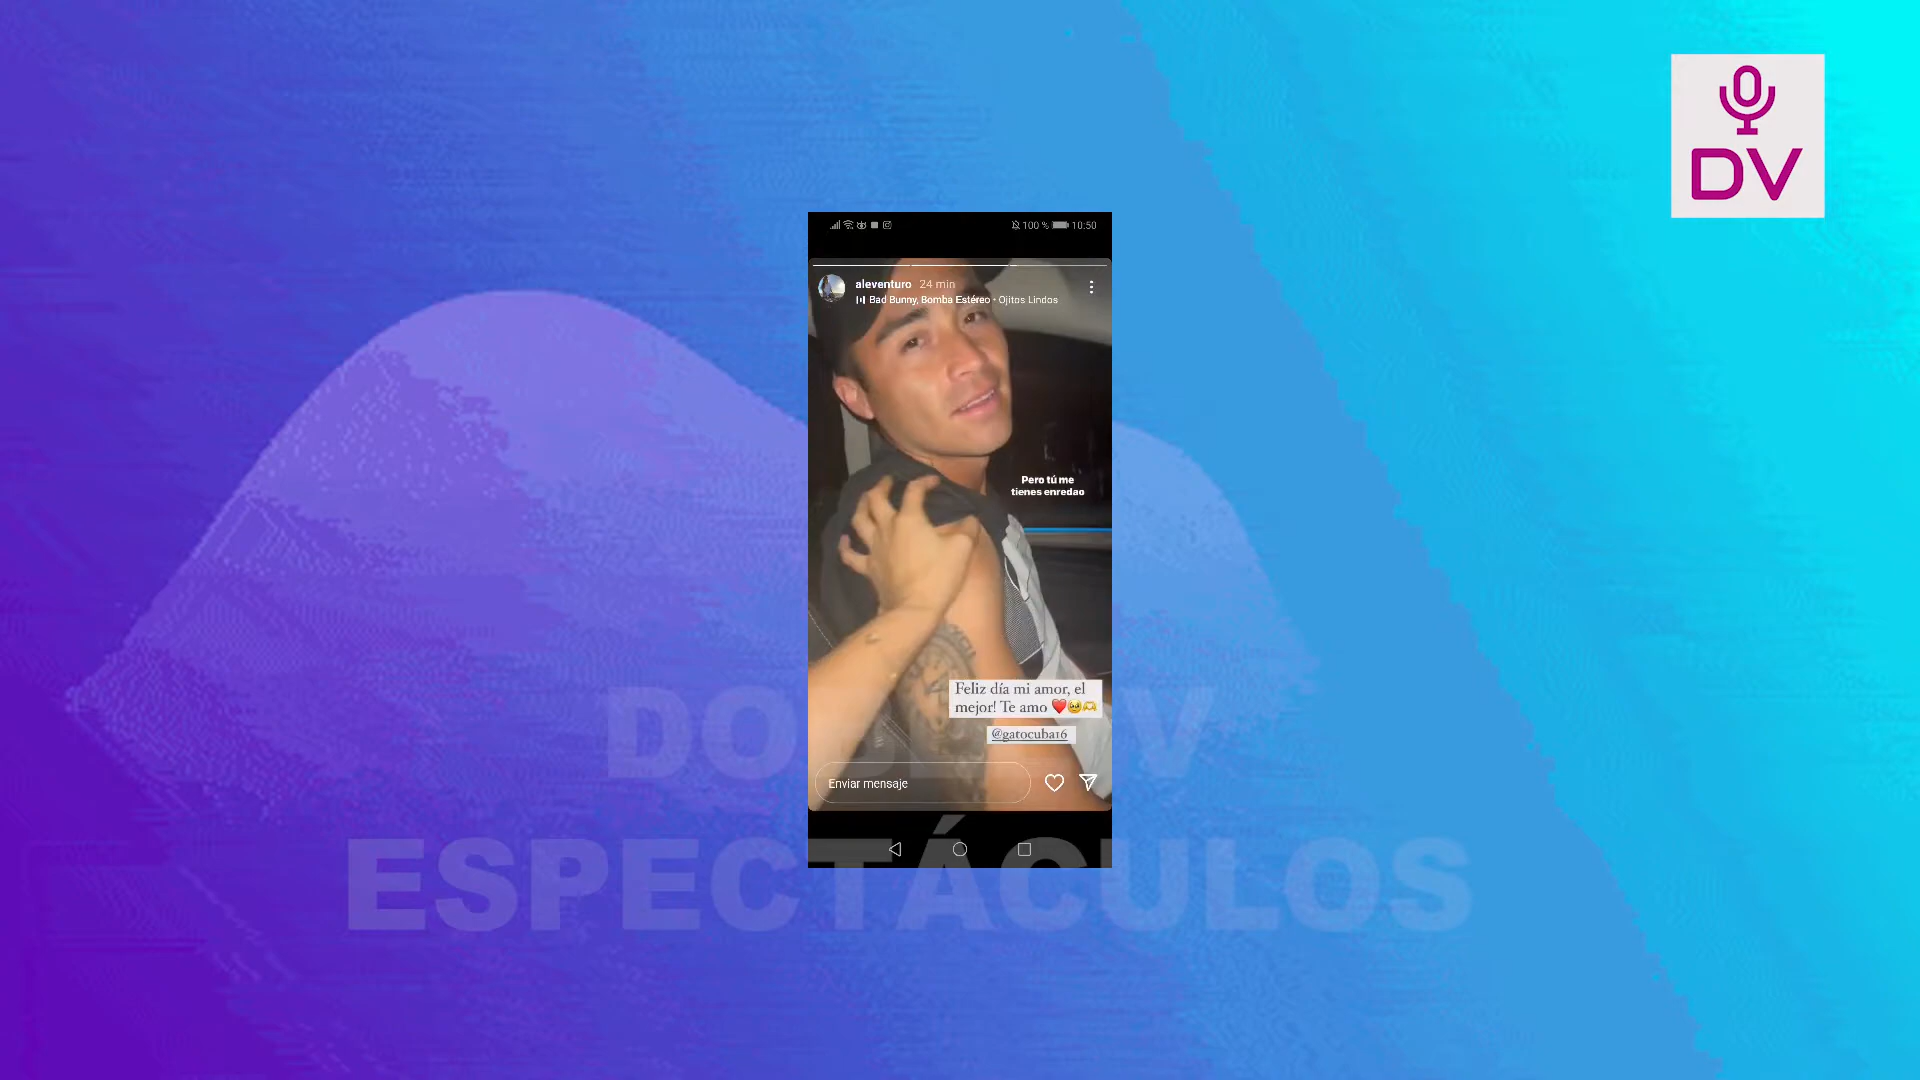 DV
100 % 10:50
aleventuro 24 min
Bad Bunny, Bomba Estéreo • Ojitos Lindos
Pero tú me
tienes enredao
Feliz día mi amor, el
mejor! Te amo ❤️🥹🫶
@gatocuba16
Enviar mensaje
ESPECTÁCULOS